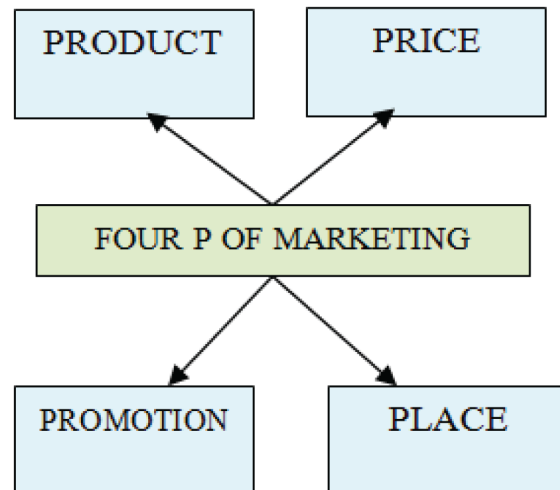 PRODUCT
PRICE
FOUR P OF MARKETING
PROMOTION
PLACE